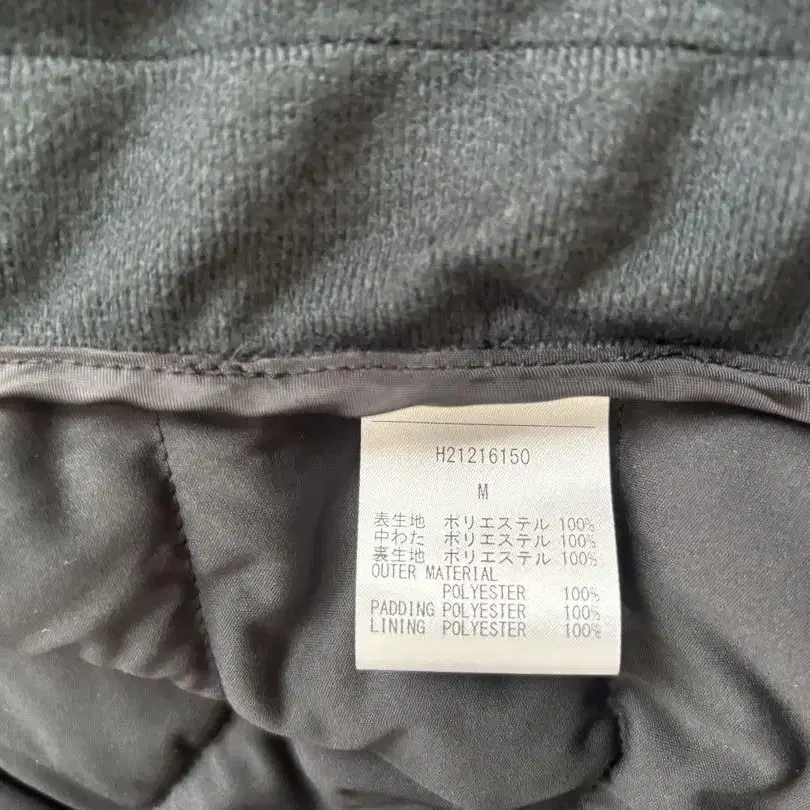 H21216150
M
表生地 ポリエステル 100%
中わた ポリエステル 100%
裏生地 ポリエステル 100%
OUTER MATERIAL
POLYESTER 100%
PADDING POLYESTER 100%
LINING POLYESTER 100%